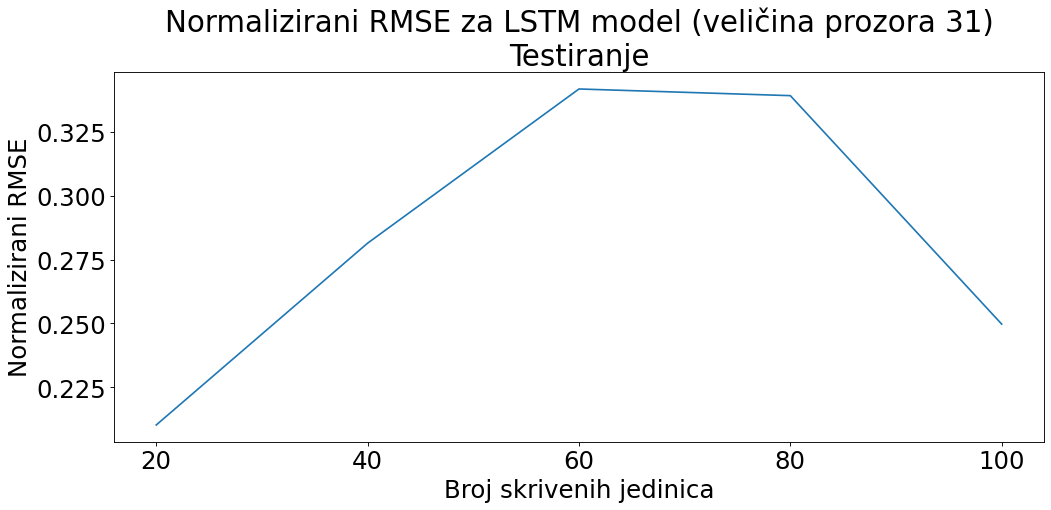 Normalizirani RMSE za LSTM model (veličina prozora 31)
Testiranje
Normalizirani RMSE
0.325
0.300
0.275
0.250
0.225
20 40 60 80 100
Broj skrivenih jedinica